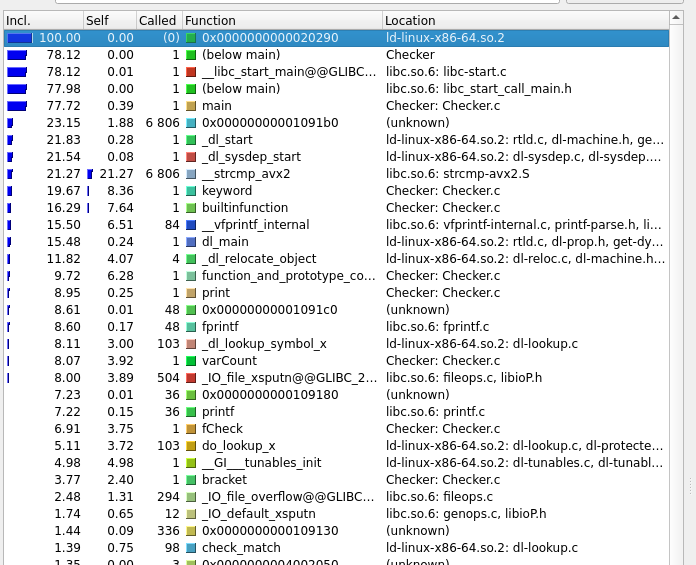 Incl. Self Called Function Location
100.00 0.00 (0) 0x0000000000020290 ld-linux-x86-64.so.2
78.12 0.00 1 (below main) Checker
78.12 0.01 1 __libc_start_main@@GLIBC... libc.so.6: libc-start.c
77.98 0.00 1 (below main) libc.so.6: libc_start_call_main.h
77.72 0.39 1 main Checker: Checker.c
23.15 1.88 6 806 0x00000000001091b0 (unknown)
21.83 0.28 1 _dl_start ld-linux-x86-64.so.2: rtld.c, dl-machine.h, ge...
21.54 0.08 1 _dl_sysdep_start ld-linux-x86-64.so.2: dl-sysdep.c, dl-sysdep....
21.27 21.27 6 806 __strcmp_avx2 libc.so.6: strcmp-avx2.S
19.67 8.36 1 keyword Checker: Checker.c
16.29 7.64 1 builtinfunction Checker: Checker.c
15.50 6.51 84 __vfprintf_internal libc.so.6: vfprintf-internal.c, printf-parse.h, li...
15.48 0.24 1 dl_main ld-linux-x86-64.so.2: rtld.c, dl-prop.h, get-dy...
11.82 4.07 4 _dl_relocate_object ld-linux-x86-64.so.2: dl-reloc.c, dl-machine.h...
9.72 6.28 1 function_and_prototype_co... Checker: Checker.c
8.95 0.25 1 print Checker: Checker.c
8.61 0.01 48 0x00000000001091c0 (unknown)
8.60 0.17 48 fprintf libc.so.6: fprintf.c
8.11 3.00 103 _dl_lookup_symbol_x ld-linux-x86-64.so.2: dl-lookup.c
8.07 3.92 1 varCount Checker: Checker.c
8.00 3.89 504 _IO_file_xsputn@@GLIBC_2... libc.so.6: fileops.c, libioP.h
7.23 0.01 36 0x0000000000109180 (unknown)
7.22 0.15 36 printf libc.so.6: printf.c
6.91 3.75 1 fCheck Checker: Checker.c
5.11 3.72 103 do_lookup_x ld-linux-x86-64.so.2: dl-lookup.c, dl-protecte...
4.98 4.98 1 __GI___tunables_init ld-linux-x86-64.so.2: dl-tunables.c, dl-tunabl...
3.77 2.40 1 bracket Checker: Checker.c
2.48 1.31 294 _IO_file_overflow@@GLIBC... libc.so.6: fileops.c
1.74 0.65 12 _IO_default_xsputn libc.so.6: genops.c, libioP.h
1.44 0.09 336 0x0000000000109130 (unknown)
1.39 0.75 98 check_match ld-linux-x86-64.so.2: dl-lookup.c
1.35 0.00 3 0x0000000004002050 (unknown)